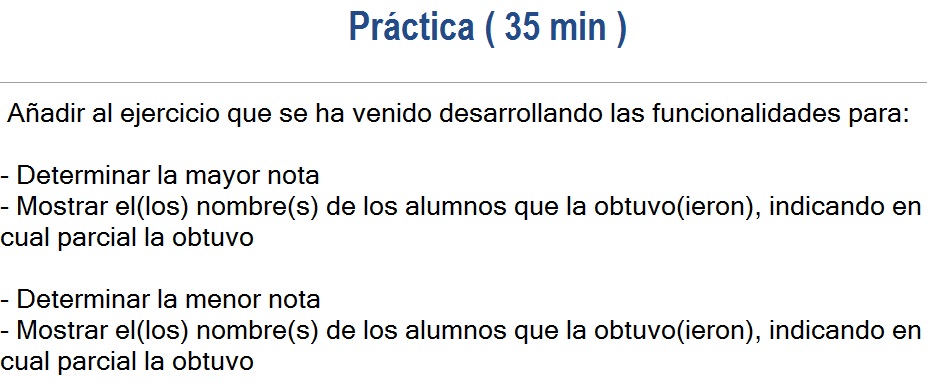 Práctica ( 35 min )
Añadir al ejercicio que se ha venido desarrollando las funcionalidades para:
- Determinar la mayor nota
- Mostrar el(los) nombre(s) de los alumnos que la obtuvo(ieron), indicando en
cual parcial la obtuvo
- Determinar la menor nota
- Mostrar el(los) nombre(s) de los alumnos que la obtuvo(ieron), indicando en
cual parcial la obtuvo